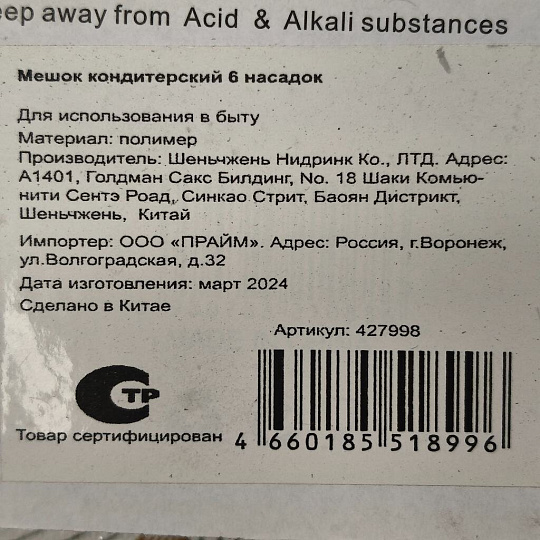 eep away from Acid & Alkali substances
Мешок кондитерский 6 насадок
Для использования в быту
Материал: полимер
Производитель: Шеньчжень Нидринк Ко., ЛТД. Адрес:
А1401, Голдман Сакс Билдинг, No. 18 Шаки Комью-
нити Сентэ Роад, Синкао Стрит, Баоян Дистрикт,
Шеньчжень, Китай
Импортер: ООО «ПРАЙМ». Адрес: Россия, г.Воронеж,
ул.Волгоградская, д.32
Дата изготовления: март 2024
Сделано в Китае
Артикул: 427998
СТР
Товар сертифицирован
4 660185 518996